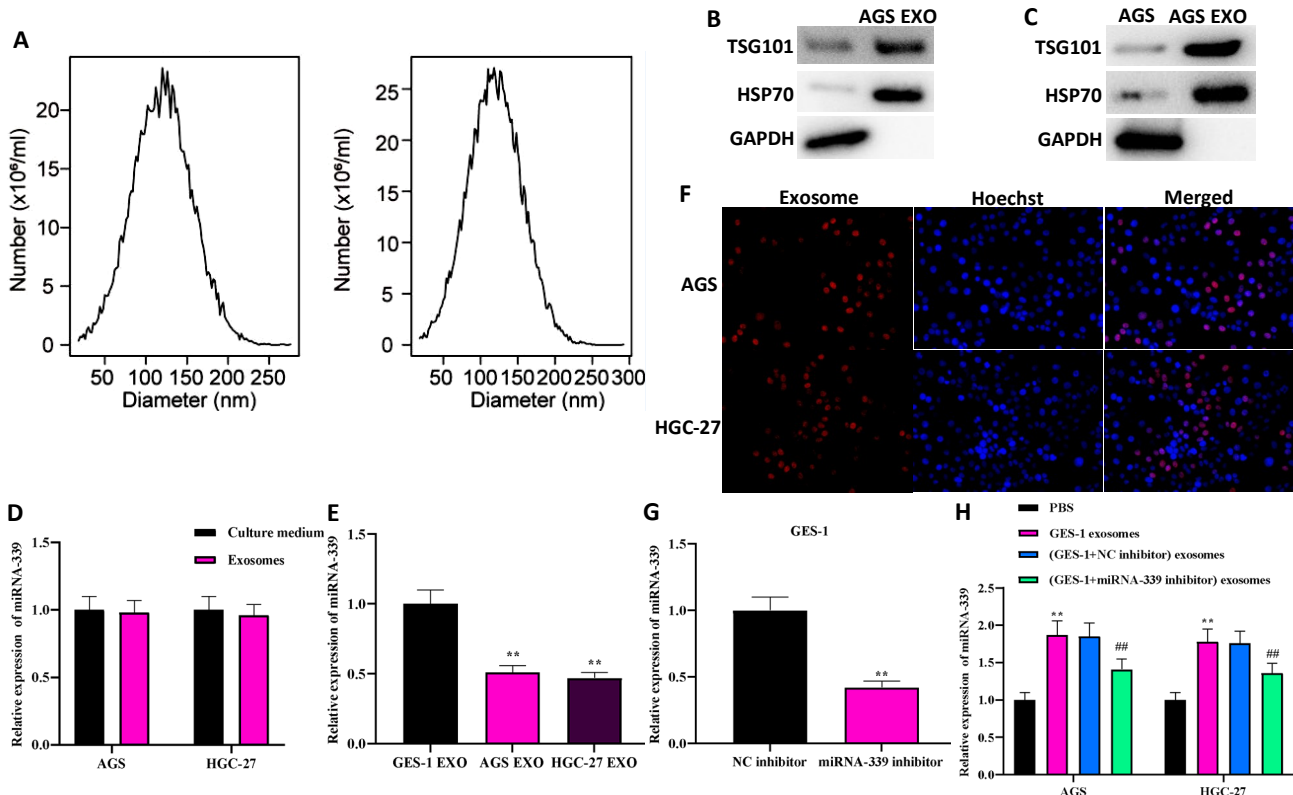 A
Number (x10⁶/ml)
20
15
10
5
0
50 100 150 200 250
Diameter (nm)
Number (x10⁶/ml)
25
20
15
10
5
0
50 100 150 200 250 300
Diameter (nm)
B
AGS EXO
TSG101
HSP70
GAPDH
C
AGS AGS EXO
TSG101
HSP70
GAPDH
F
Exosome Hoechst Merged
AGS
HGC-27
D
Culture medium
Exosomes
Relative expression of miRNA-339
1.5
1.0
0.5
0.0
AGS HGC-27
E
Relative expression of miRNA-339
1.5
1.0
0.5
0.0
**
**
GES-1 EXO AGS EXO HGC-27 EXO
G
GES-1
Relative expression of miRNA-339
1.5
1.0
0.5
0.0
**
NC inhibitor miRNA-339 inhibitor
H
PBS
GES-1 exosomes
(GES-1+NC inhibitor) exosomes
(GES-1+miRNA-339 inhibitor) exosomes
Relative expression of miRNA-339
2.5
2.0
1.5
1.0
0.5
0.0
**
##
**
##
AGS HGC-27